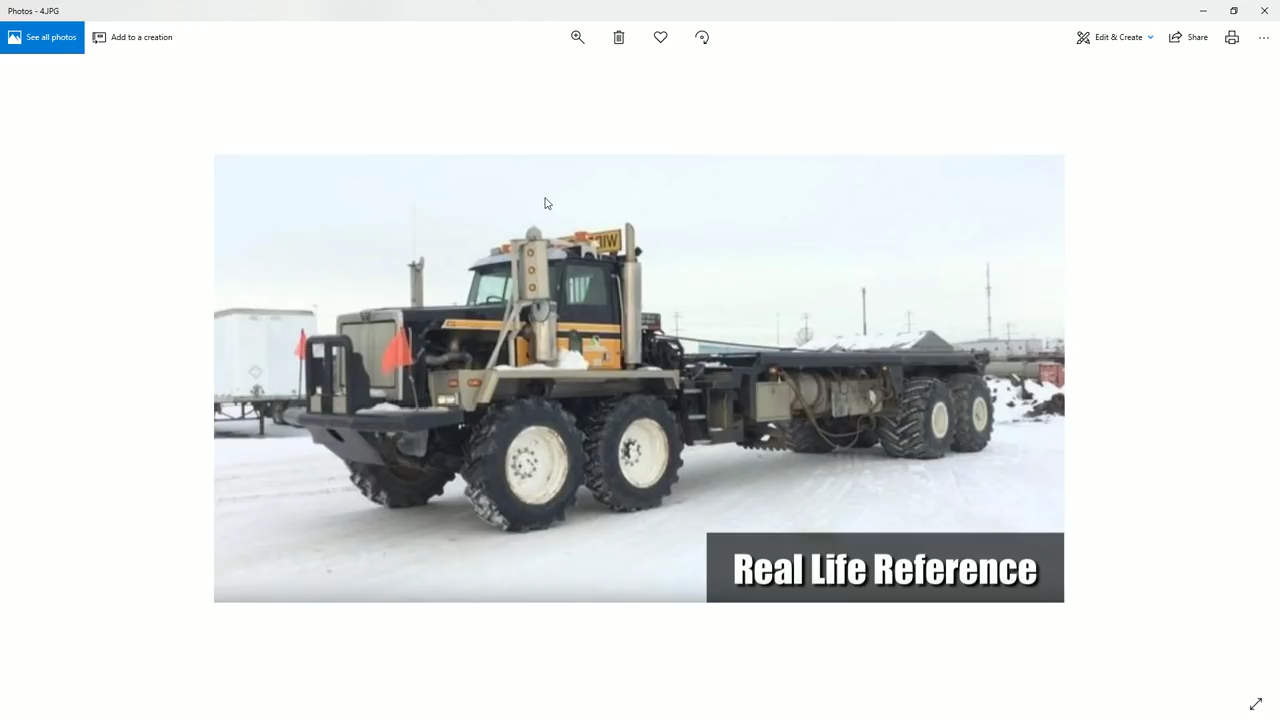 Photos - 4.JPG
See all photos
Add to a creation
Edit & Create
Share
Real Life Reference